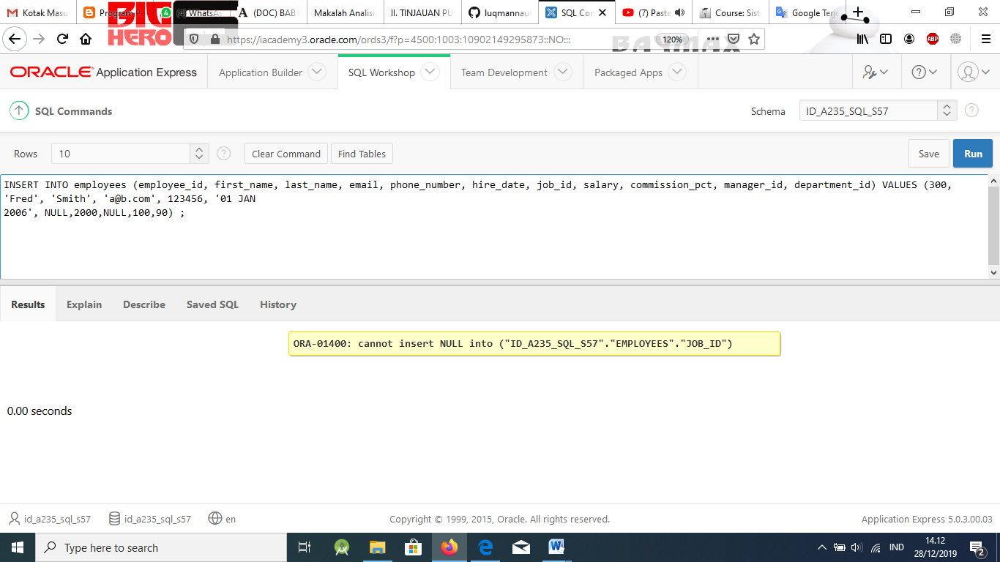 Kotak Masu
Program Pe
(4) WhatsAp
(DOC) BAB
Makalah Analisi
II. TINJAUAN PU
luqmannau
SQL Con
(7) Pasto
Course: Sist
Google Terj
BIG
HERO
https://iacademy3.oracle.com/ords3/f?p=4500:1003:10902149295873::NO:::
120%
BAYMAX
ABP
ORACLE Application Express
Application Builder
SQL Workshop
Team Development
Packaged Apps
SQL Commands
Schema
ID_A235_SQL_S57
Rows
10
Clear Command
Find Tables
Save
Run
INSERT INTO employees (employee_id, first_name, last_name, email, phone_number, hire_date, job_id, salary, commission_pct, manager_id, department_id) VALUES (300,
'Fred', 'Smith', 'a@b.com', 123456, '01 JAN
2006', NULL,2000,NULL,100,90) ;
Results
Explain
Describe
Saved SQL
History
ORA-01400: cannot insert NULL into ("ID_A235_SQL_S57"."EMPLOYEES"."JOB_ID")
0.00 seconds
id_a235_sql_s57
id_a235_sql_s57
en
Copyright © 1999, 2015, Oracle. All rights reserved.
Application Express 5.0.3.00.03
Type here to search
IND
14.12
28/12/2019
2